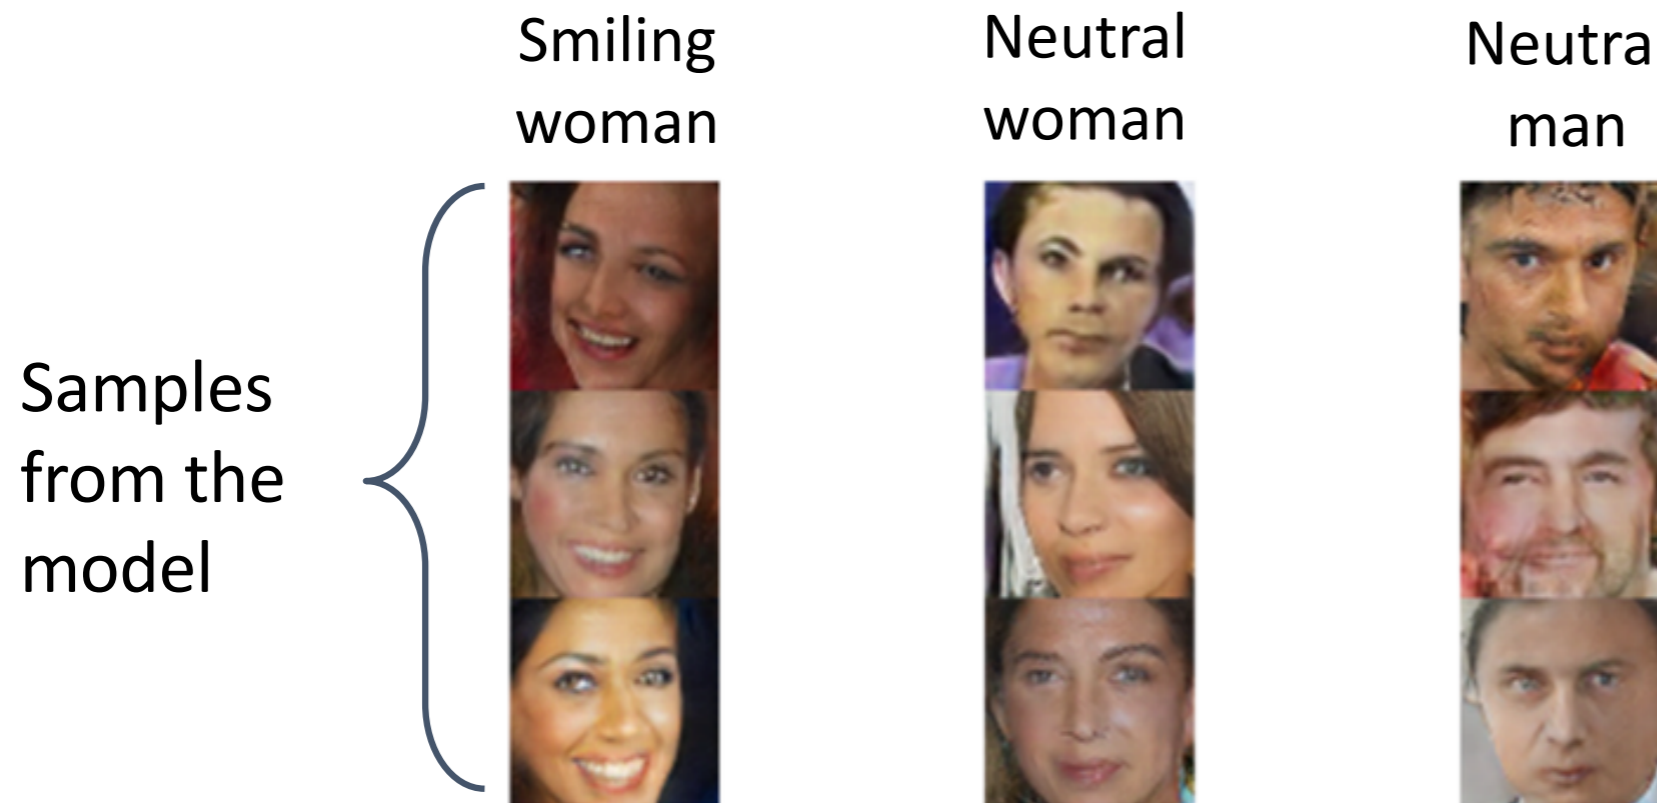 Smiling
woman
Neutral
woman
Neutra
man
Samples
from the
model